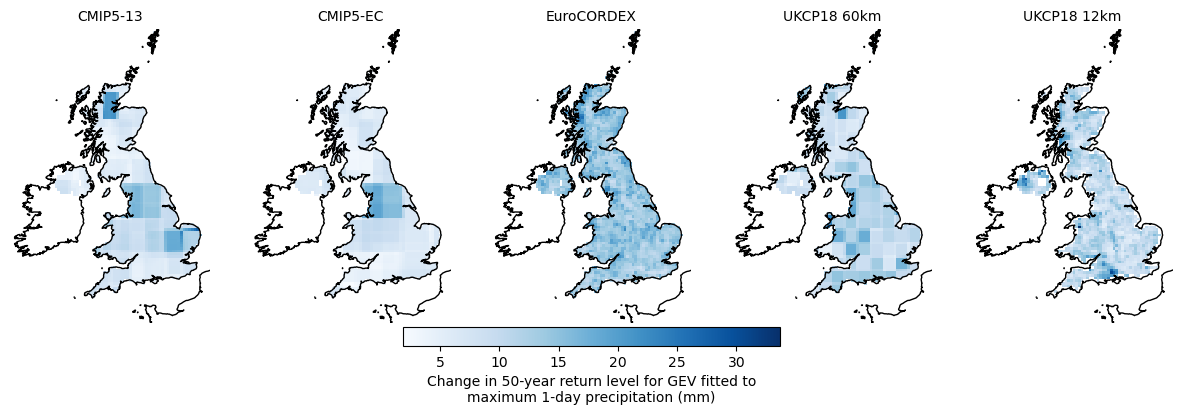 CMIP5-13
CMIP5-EC
EuroCORDEX
UKCP18 60km
UKCP18 12km
5 10 15 20 25 30
Change in 50-year return level for GEV fitted to
maximum 1-day precipitation (mm)